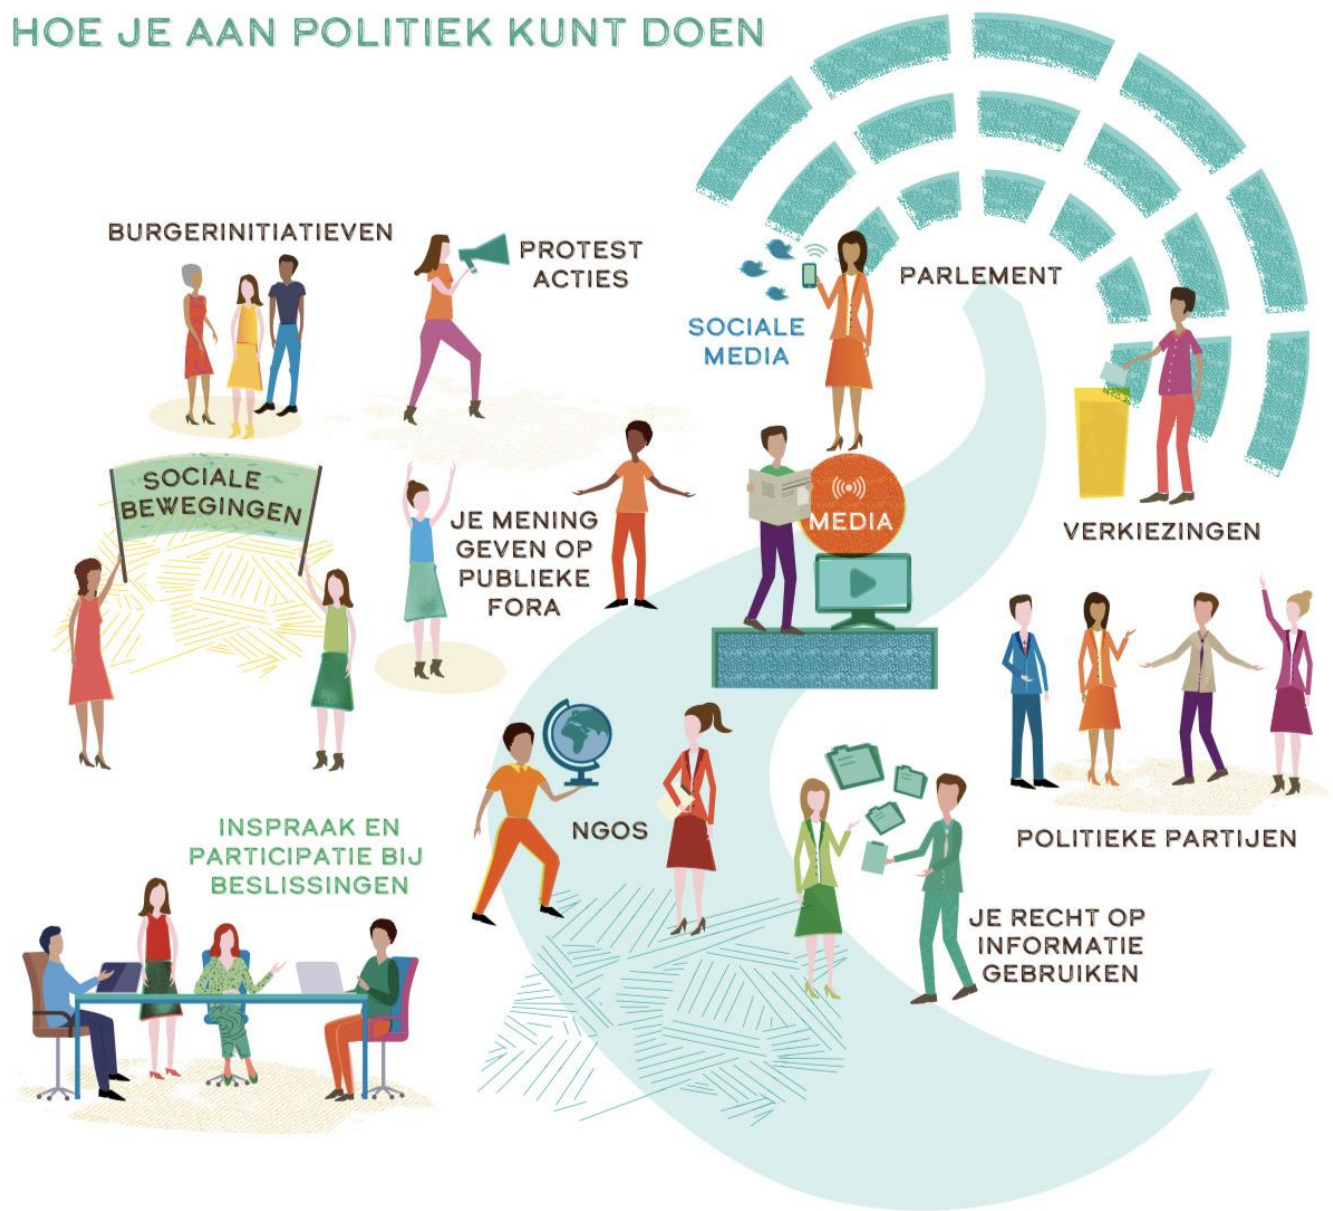 HOE JE AAN POLITIEK KUNT DOEN
BURGERINITIATIEVEN
PROTEST
ACTIES
SOCIALE
MEDIA
PARLEMENT
SOCIALE
BEWEGINGEN
JE MENING
GEVEN OP
PUBLIEKE
FORA
MEDIA
VERKIEZINGEN
NGOS
POLITIEKE PARTIJEN
INSPRAAK EN
PARTICIPATIE BIJ
BESLISSINGEN
JE RECHT OP
INFORMATIE
GEBRUIKEN